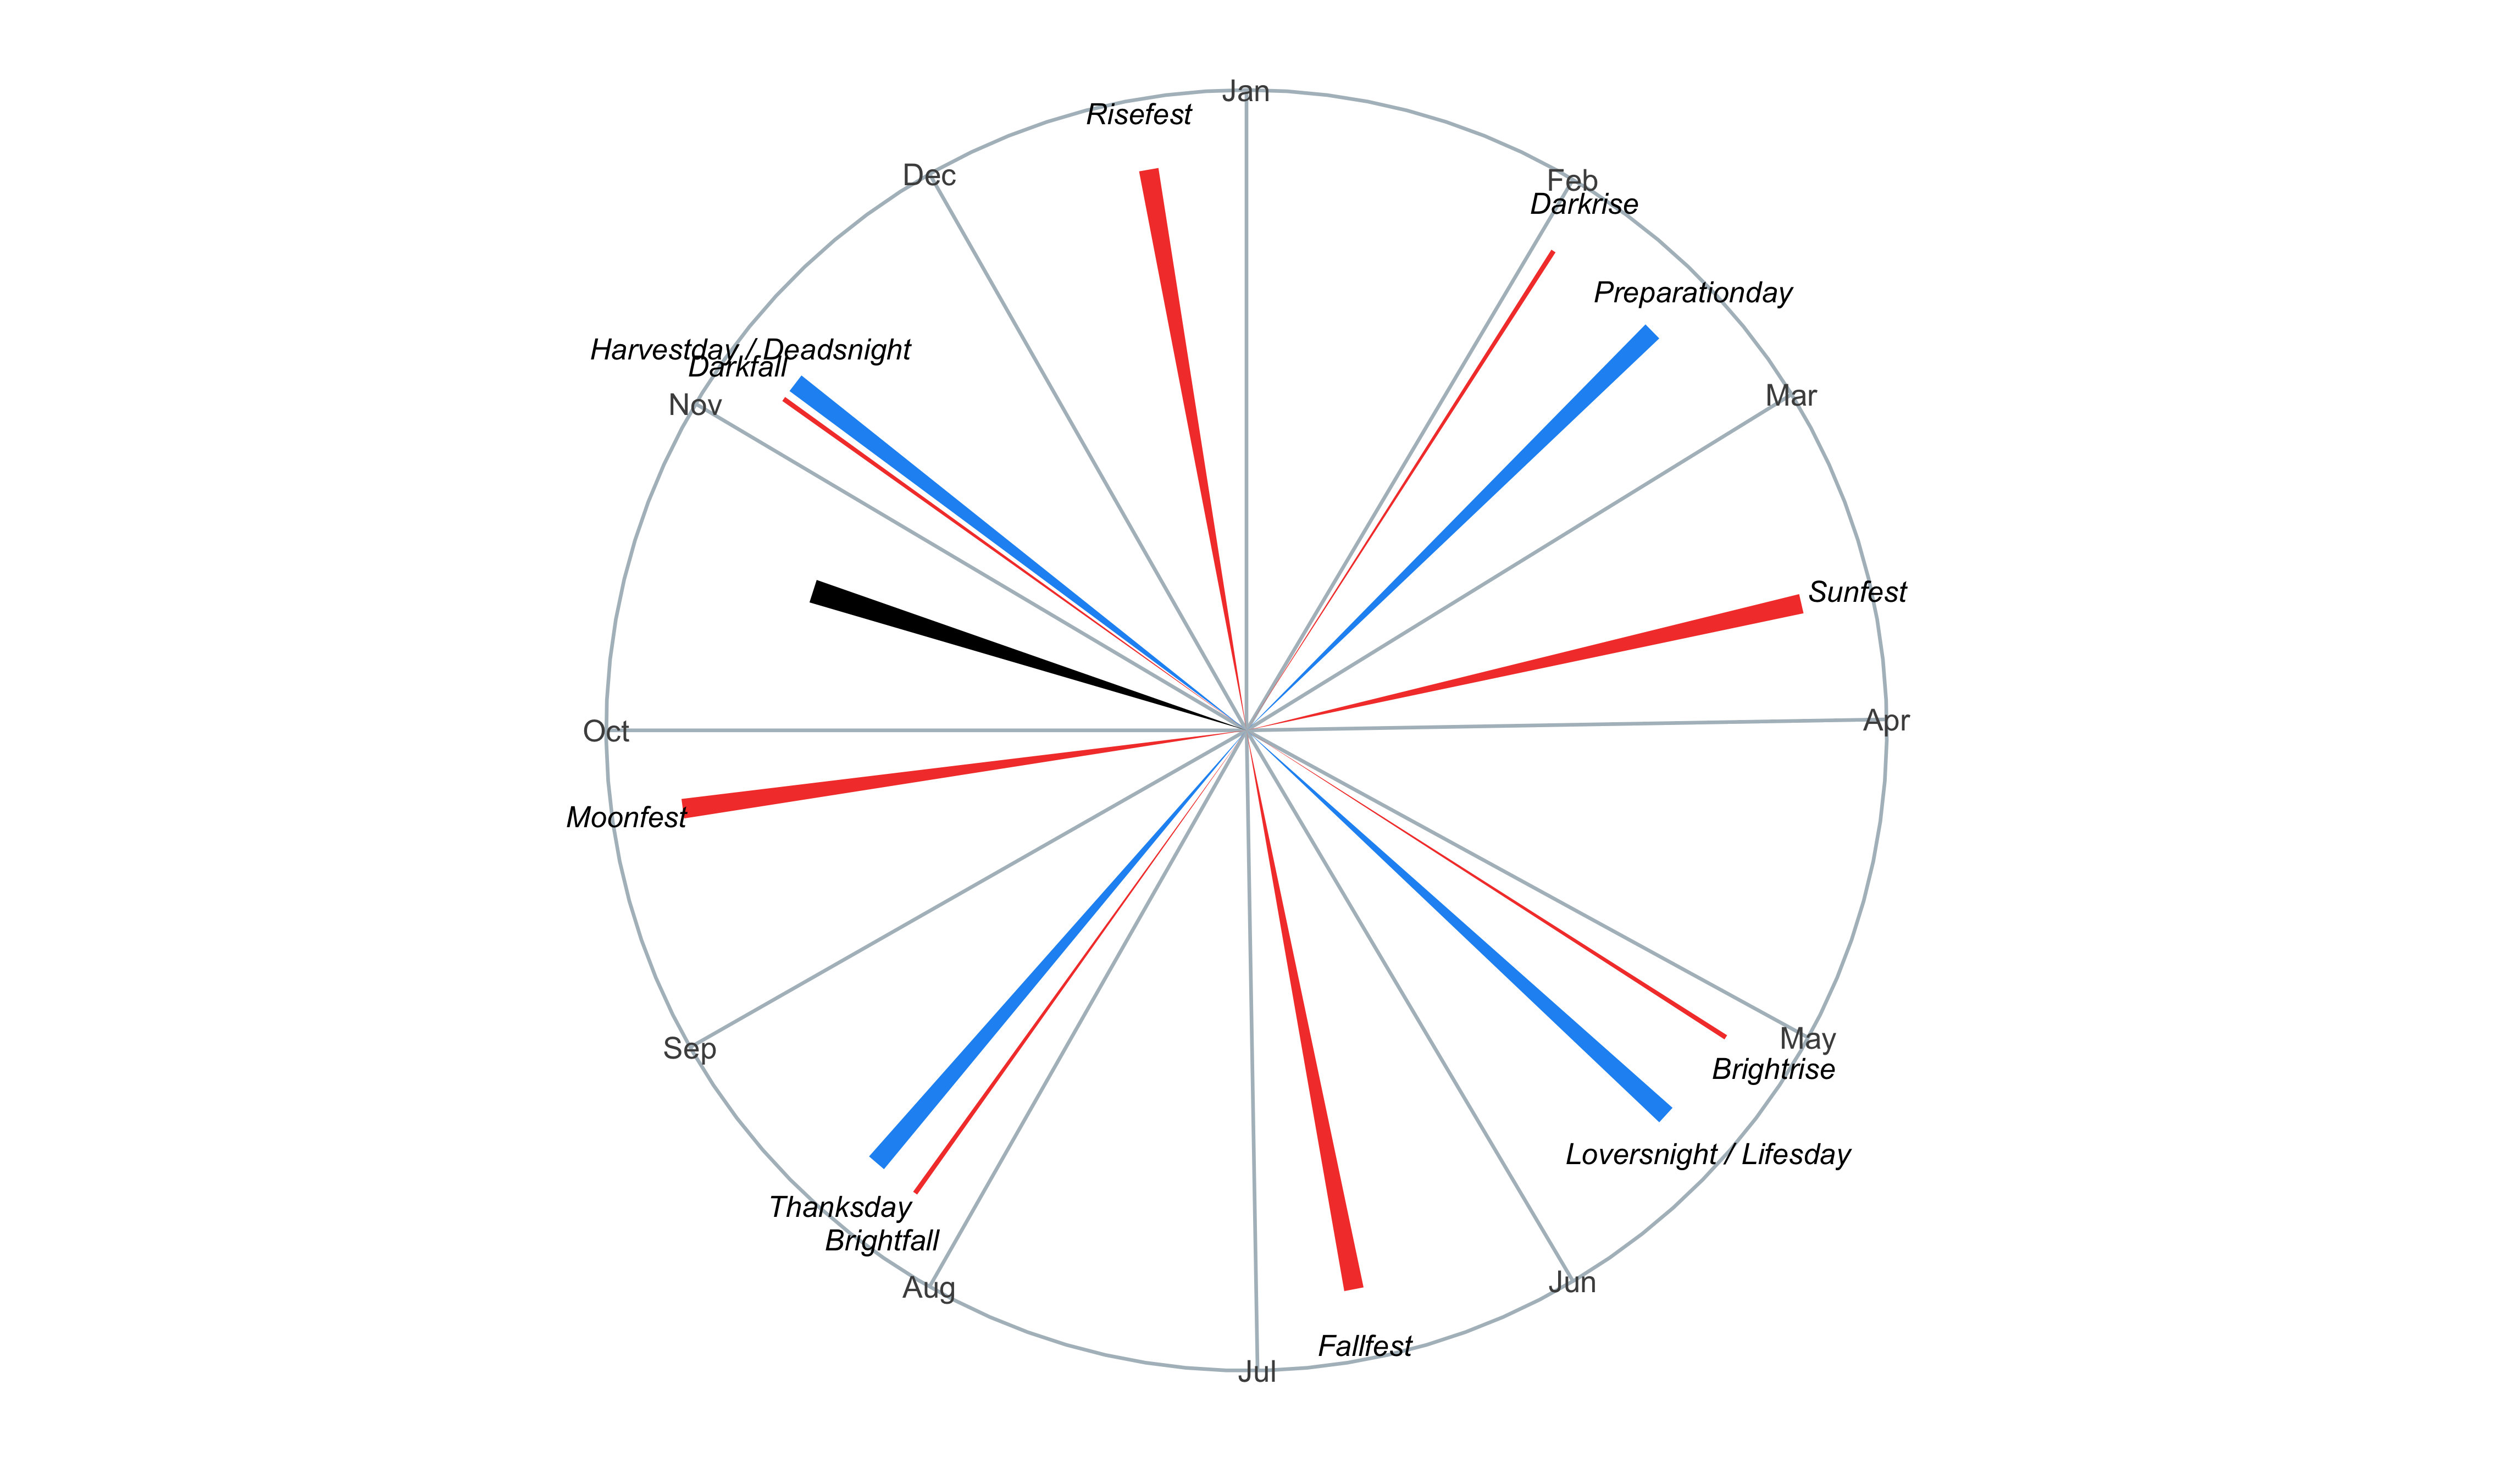 Jan
Risefest
Dec
Feb
Darkrise
Preparationday
Harvestday / Deadsnight
Darkfall
Nov
Mar
Sunfest
Oct
Apr
Moonfest
May
Sep
Brightrise
Loversnight / Lifesday
Thanksday
Brightfall
Aug
Jun
Fallfest
Jul